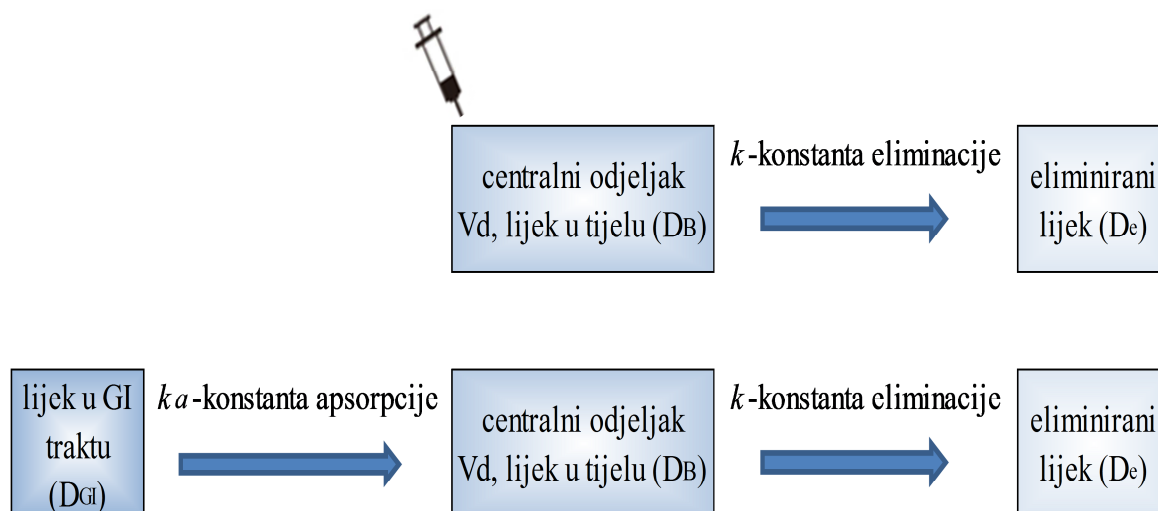 centralni odjeljak
Vd, lijek u tijelu (DB)
k-konstanta eliminacije
eliminirani
lijek (De)
lijek u GI
traktu
(DGI)
ka-konstanta apsorpcije
centralni odjeljak
Vd, lijek u tijelu (DB)
k-konstanta eliminacije
eliminirani
lijek (De)